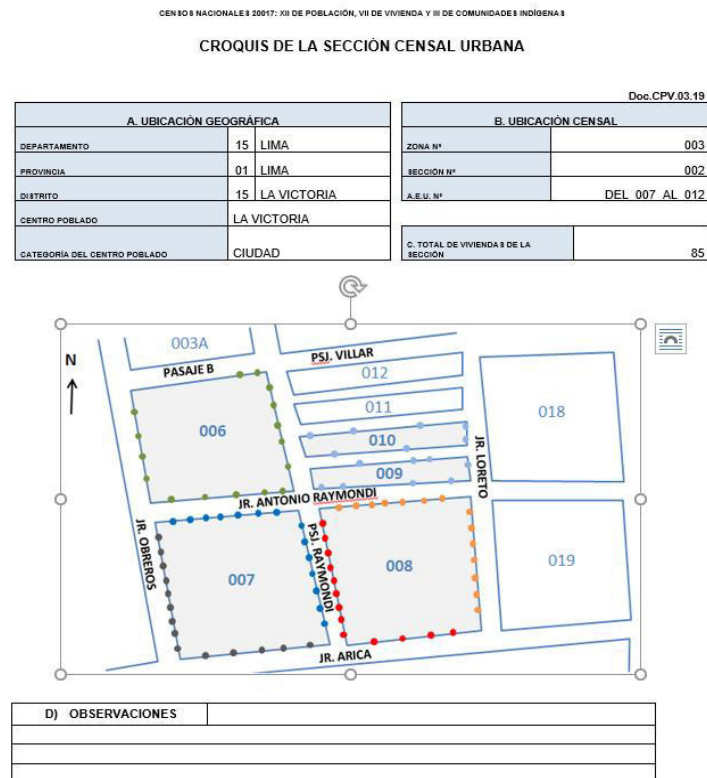 CENSOS NACIONALES 20017: XII DE POBLACIÓN, VII DE VIVIENDA Y III DE COMUNIDADES INDÍGENAS
CROQUIS DE LA SECCIÓN CENSAL URBANA
Doc.CPV.03.19
A. UBICACIÓN GEOGRÁFICA
DEPARTAMENTO 15 LIMA
PROVINCIA 01 LIMA
DISTRITO 15 LA VICTORIA
CENTRO POBLADO LA VICTORIA
CATEGORÍA DEL CENTRO POBLADO CIUDAD
B. UBICACIÓN CENSAL
ZONA Nº 003
SECCIÓN Nº 002
A.E.U. Nº DEL 007 AL 012
C. TOTAL DE VIVIENDAS DE LA
SECCIÓN 85
N
003A
PASAJE B
PSJ. VILLAR
012
011
018
006
010
009
JR. LORETO
JR. ANTONIO RAYMONDI
JR. OBREROS
007
PSJ. RAYMONDI
008
019
JR. ARICA
D) OBSERVACIONES